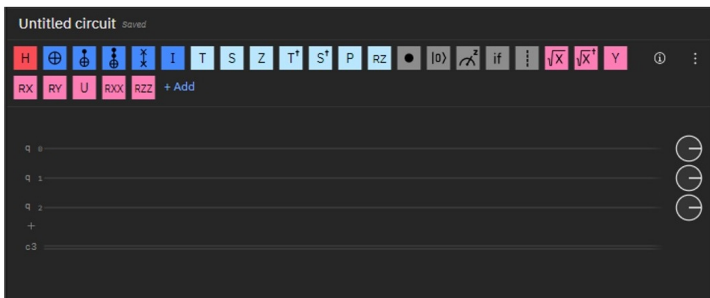 Untitled circuit Saved
H I T S Z T† S† P RZ |0⟩ z if √X √X† Y
RX RY U RXX RZZ + Add
q 0
q 1
q 2
+
c3